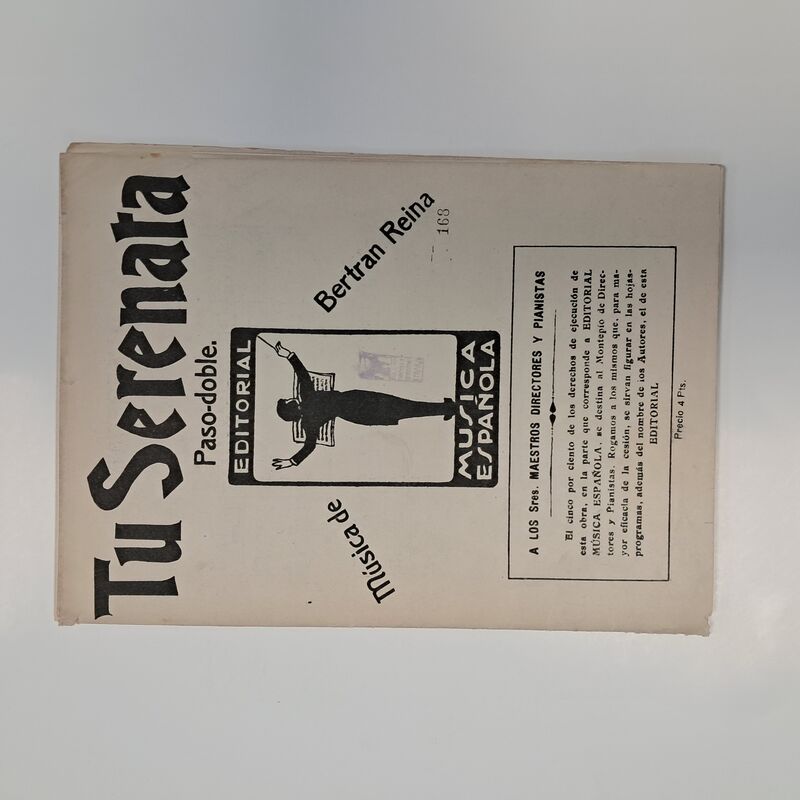 Tu Serenata
Paso-doble.
Música de
Bertran Reina
168
EDITORIAL
MUSICA
ESPAÑOLA
A LOS Sres. MAESTROS DIRECTORES Y PIANISTAS
El cinco por ciento de los derechos de ejecución de
esta obra, en la parte que corresponde a EDITORIAL
MÚSICA ESPAÑOLA, se destina al Montepío de Direc-
tores y Pianistas. Rogamos a los mismos que, para ma-
yor eficacia de la cesión, se sirvan figurar en las hojas-
programas, además del nombre de los Autores, el de esta
EDITORIAL
Precio 4 Pts.